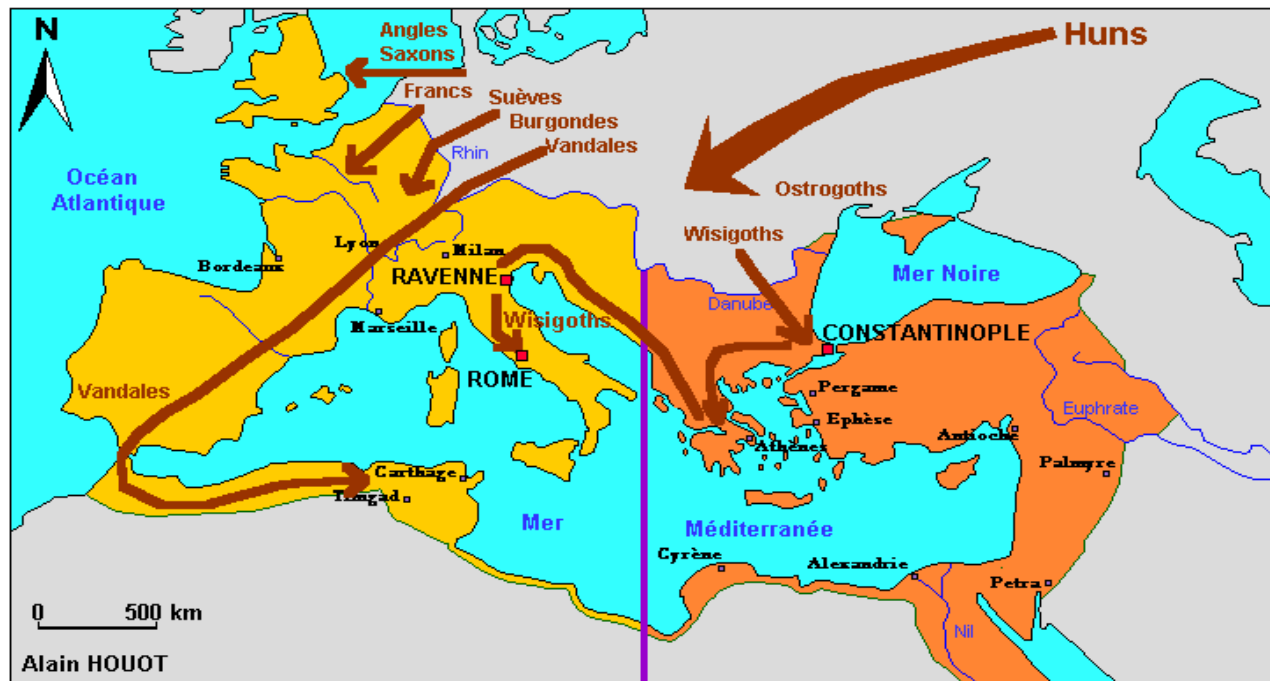 N
Angles
Saxons
Huns
Francs
Suèves
Burgondes
Vandales
Rhin
Océan
Atlantique
Ostrogoths
Wisigoths
Lyon
Milan
Bordeaux
RAVENNE
Mer Noire
Danube
Marseille
Wisigoths
CONSTANTINOPLE
ROME
Vandales
Pergame
Ephèse
Euphrate
Athènes
Antioche
Carthage
Palmyre
Timgad
Mer
Méditerranée
Cyrène
Alexandrie
Petra
0 500 km
Nil
Alain HOUOT